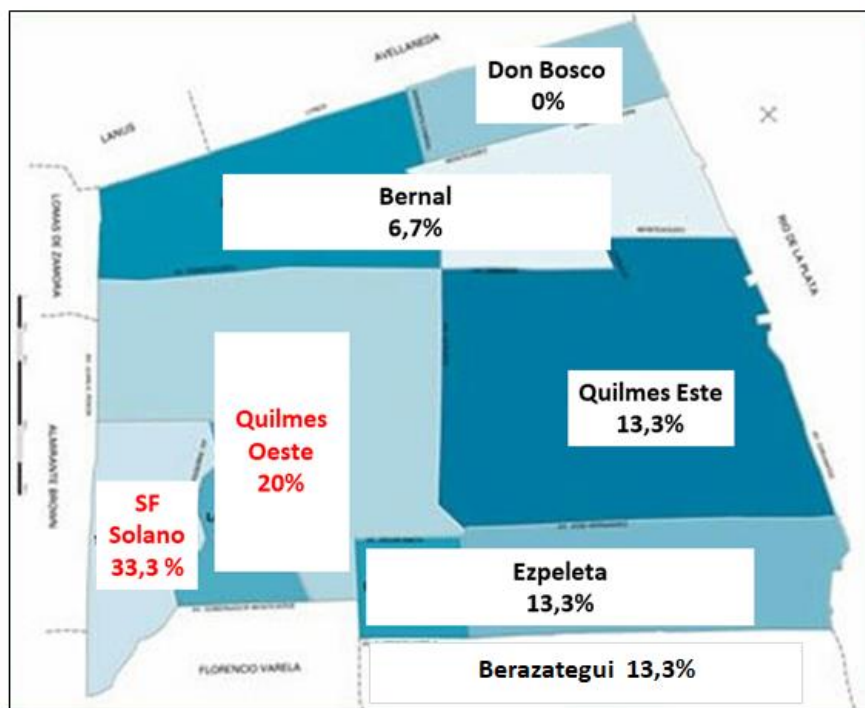 AVELLANEDA
Don Bosco
0%
LANUS
LOMAS DE ZAMORA
Bernal
6,7%
RIO DE LA PLATA
Quilmes Este
13,3%
Quilmes
Oeste
20%
ALMIRANTE BROWN
SF
Solano
33,3 %
Ezpeleta
13,3%
FLORENCIO VARELA
Berazategui 13,3%